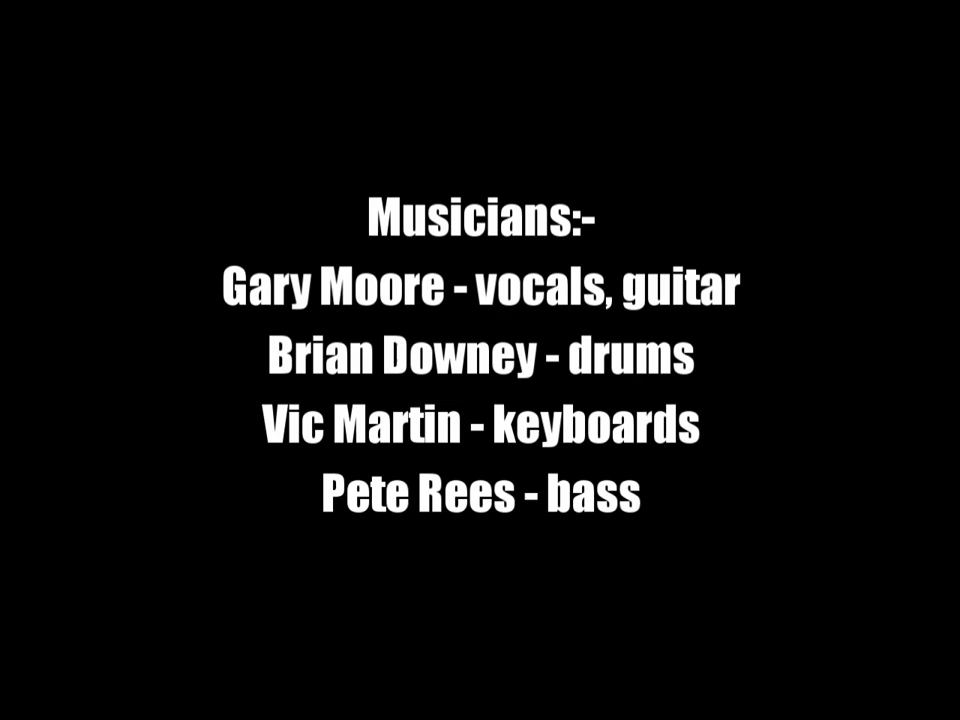 Musicians:-
Gary Moore - vocals, guitar
Brian Downey - drums
Vic Martin - keyboards
Pete Rees - bass